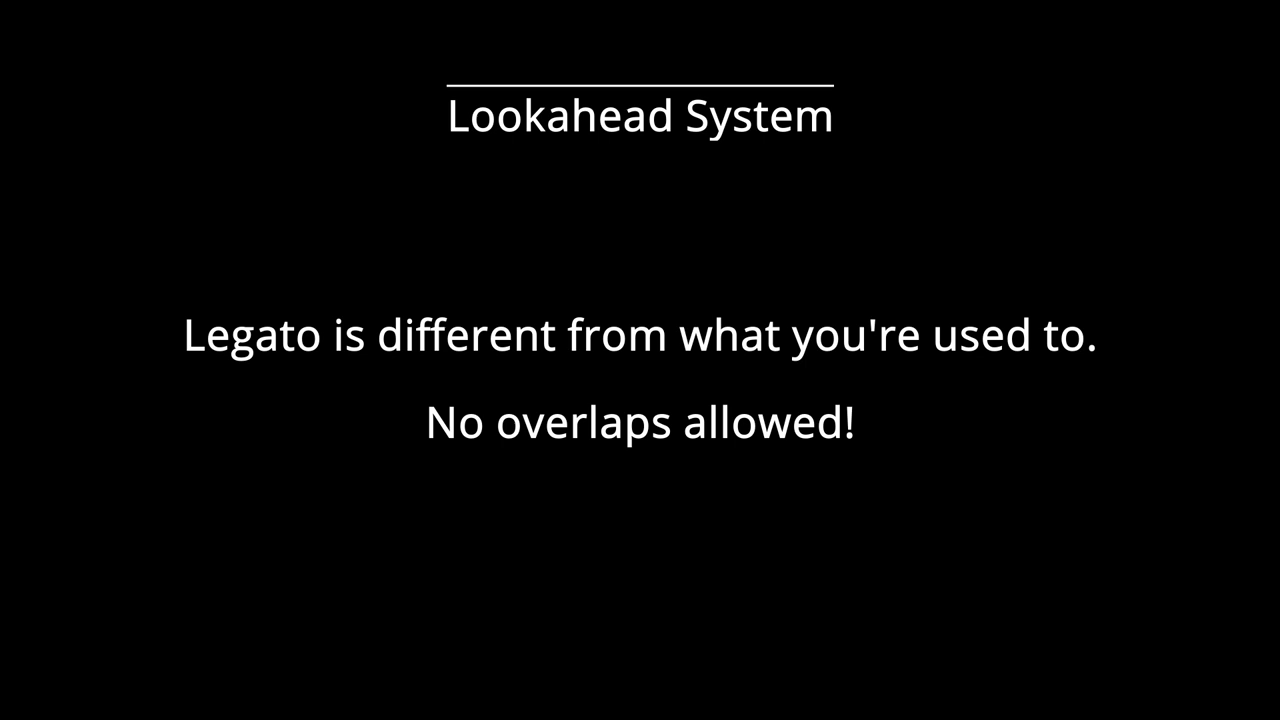 Lookahead System
Legato is different from what you're used to.
No overlaps allowed!